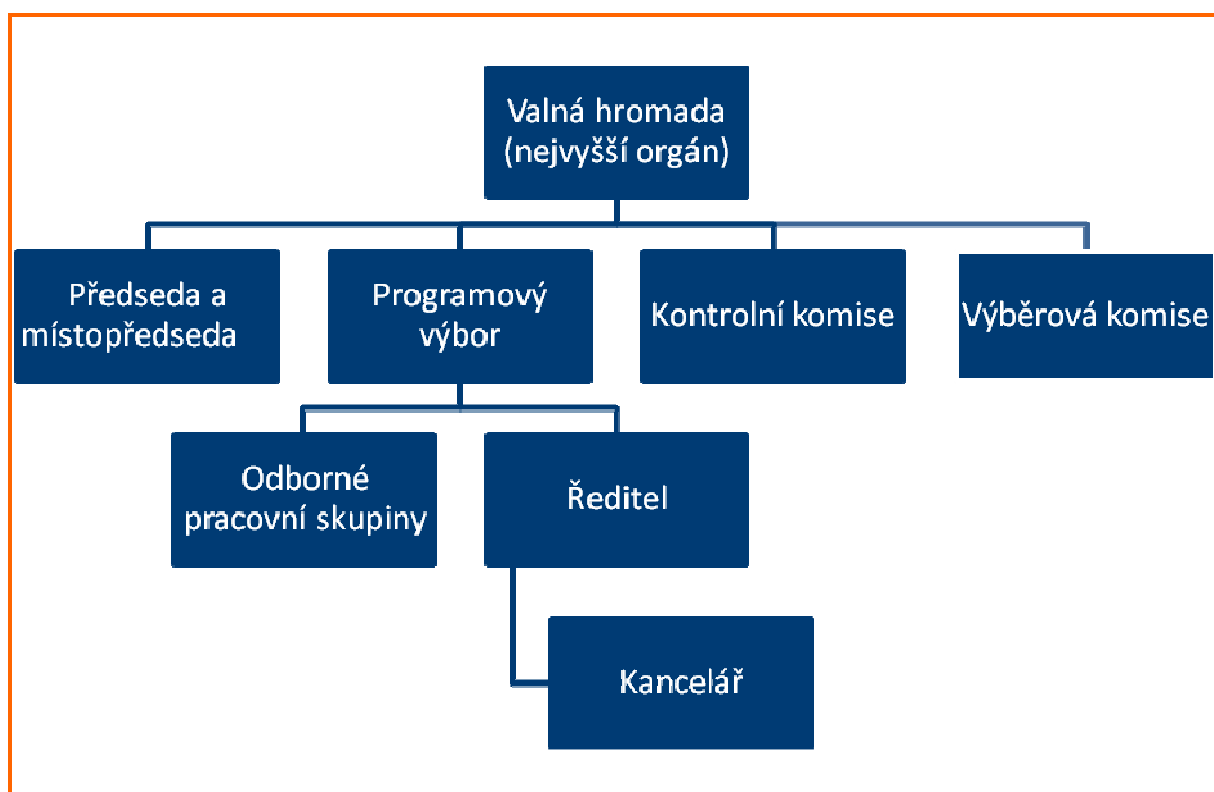 Valná hromada
(nejvyšší orgán)
Předseda a
místopředseda
Programový
výbor
Kontrolní komise
Výběrová komise
Odborné
pracovní skupiny
Ředitel
Kancelář